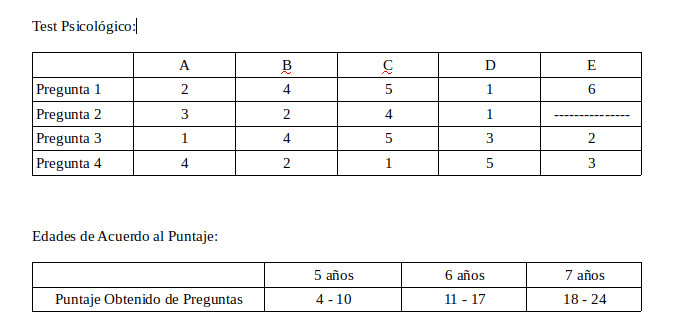 Test Psicológico:
A B C D E
Pregunta 1 2 4 5 1 6
Pregunta 2 3 2 4 1 ---------------
Pregunta 3 1 4 5 3 2
Pregunta 4 4 2 1 5 3
Edades de Acuerdo al Puntaje:
5 años 6 años 7 años
Puntaje Obtenido de Preguntas 4 - 10 11 - 17 18 - 24